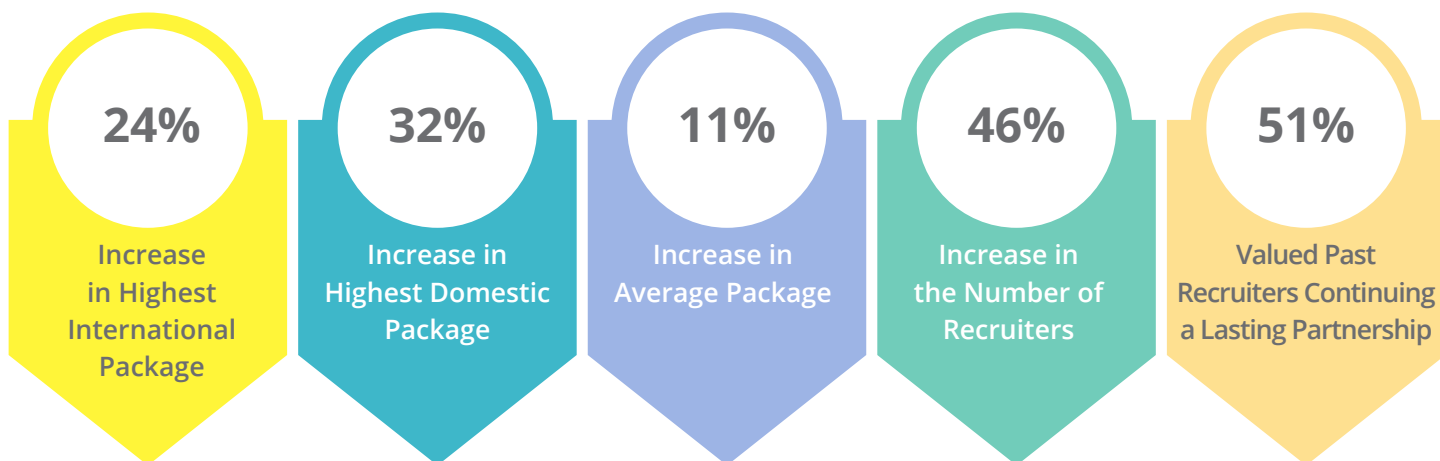 24%
Increase
in Highest
International
Package
32%
Increase in
Highest Domestic
Package
11%
Increase in
Average Package
46%
Increase in
the Number of
Recruiters
51%
Valued Past
Recruiters Continuing
a Lasting Partnership